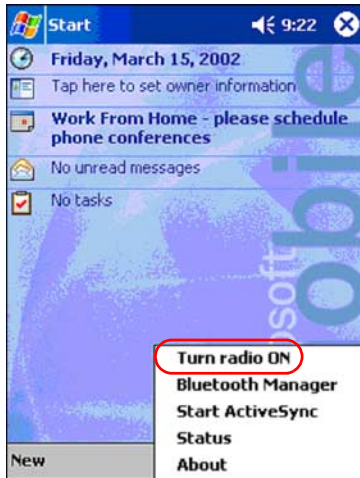 Start 9:22
Friday, March 15, 2002
Tap here to set owner information
Work From Home - please schedule
phone conferences
No unread messages
No tasks
Turn radio ON
Bluetooth Manager
Start ActiveSync
Status
About
New